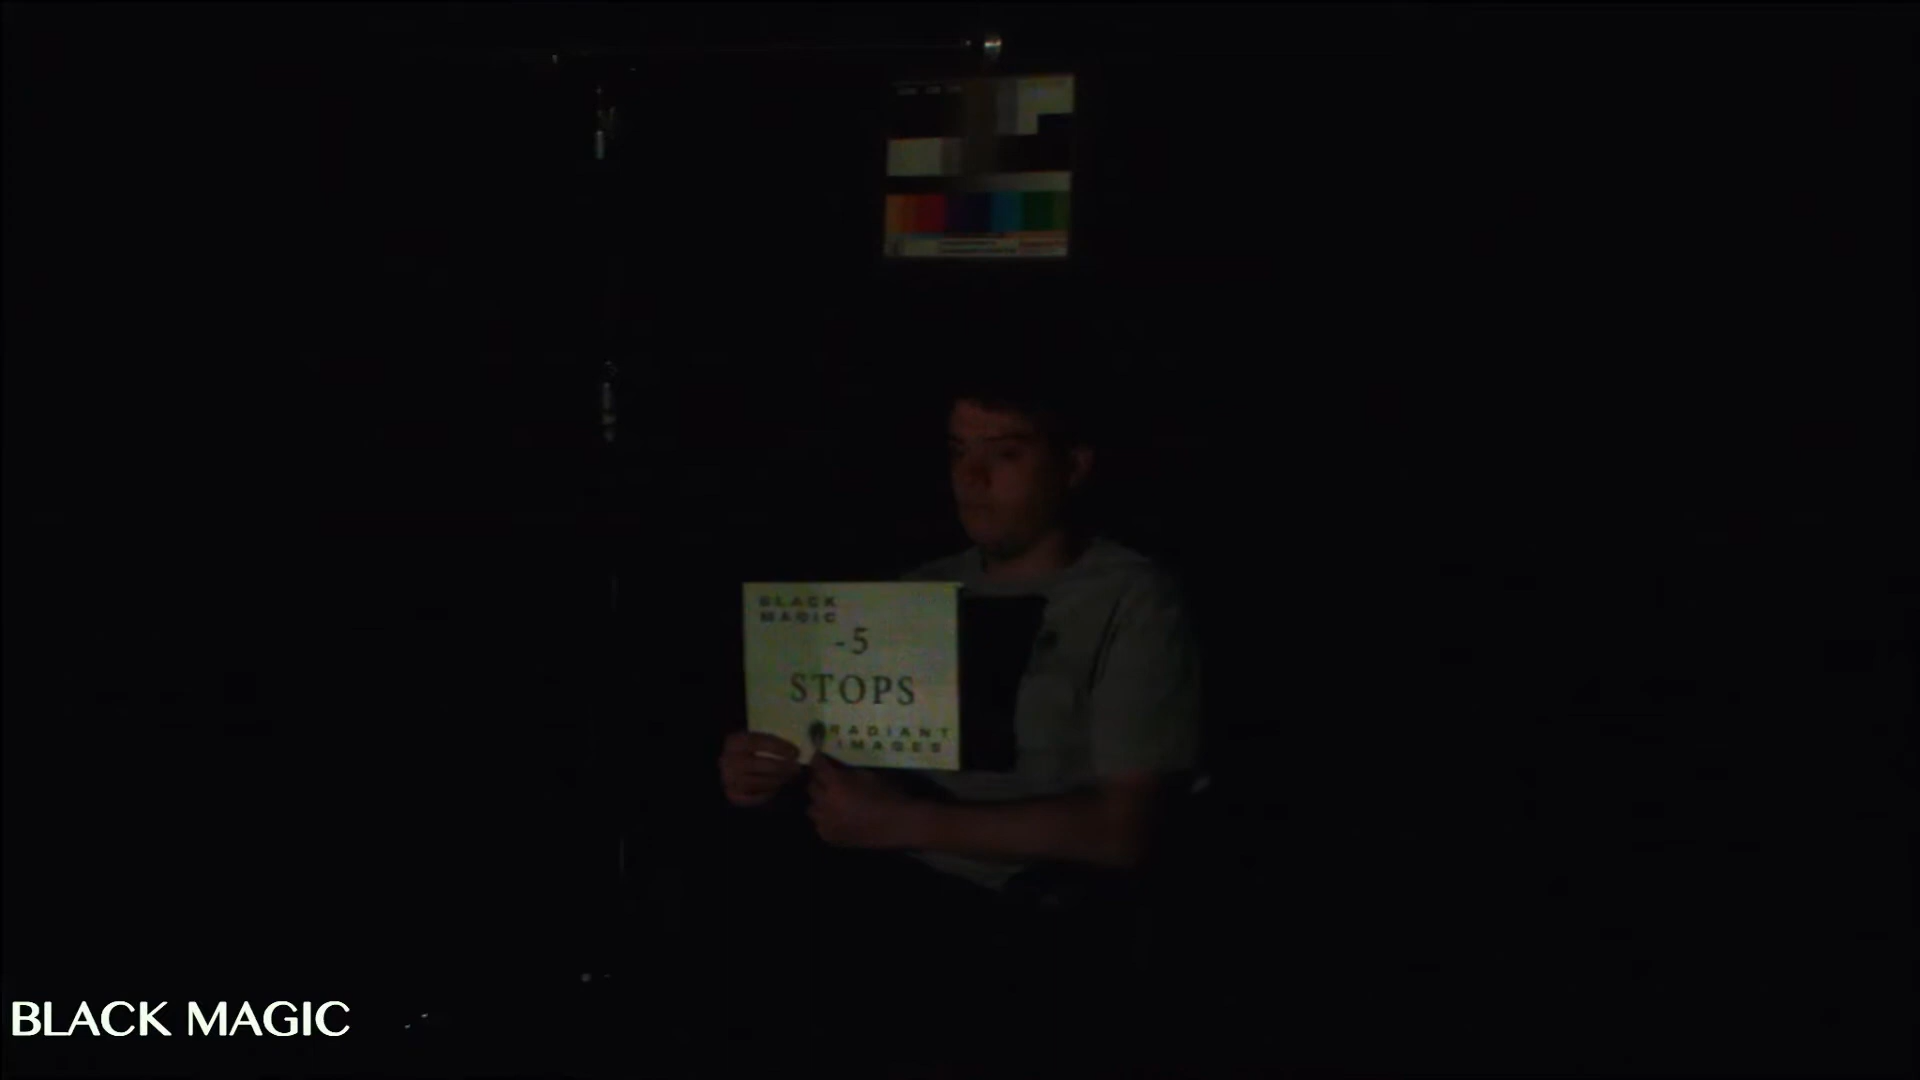 BLACK
MAGIC
-5
STOPS
RADIANT
IMAGES
BLACK MAGIC